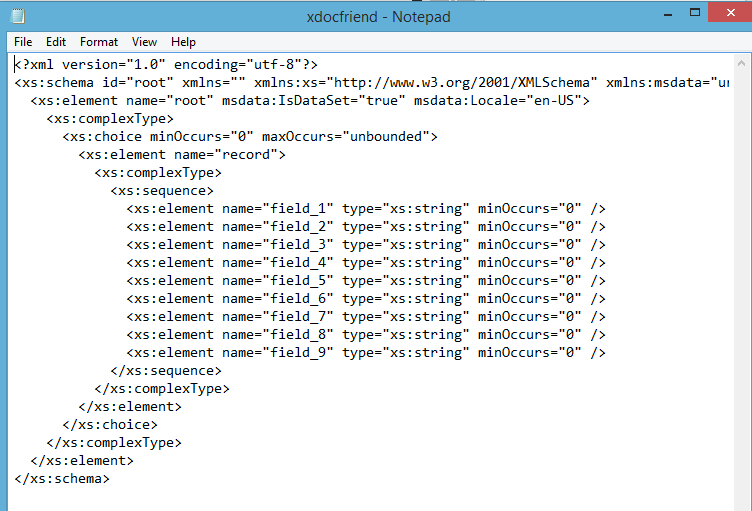 xdocfriend - Notepad
File Edit Format View Help
<?xml version="1.0" encoding="utf-8"?>
<xs:schema id="root" xmlns="" xmlns:xs="http://www.w3.org/2001/XMLSchema" xmlns:msdata="u
  <xs:element name="root" msdata:IsDataSet="true" msdata:Locale="en-US">
    <xs:complexType>
      <xs:choice minOccurs="0" maxOccurs="unbounded">
        <xs:element name="record">
          <xs:complexType>
            <xs:sequence>
              <xs:element name="field_1" type="xs:string" minOccurs="0" />
              <xs:element name="field_2" type="xs:string" minOccurs="0" />
              <xs:element name="field_3" type="xs:string" minOccurs="0" />
              <xs:element name="field_4" type="xs:string" minOccurs="0" />
              <xs:element name="field_5" type="xs:string" minOccurs="0" />
              <xs:element name="field_6" type="xs:string" minOccurs="0" />
              <xs:element name="field_7" type="xs:string" minOccurs="0" />
              <xs:element name="field_8" type="xs:string" minOccurs="0" />
              <xs:element name="field_9" type="xs:string" minOccurs="0" />
            </xs:sequence>
          </xs:complexType>
        </xs:element>
      </xs:choice>
    </xs:complexType>
  </xs:element>
</xs:schema>